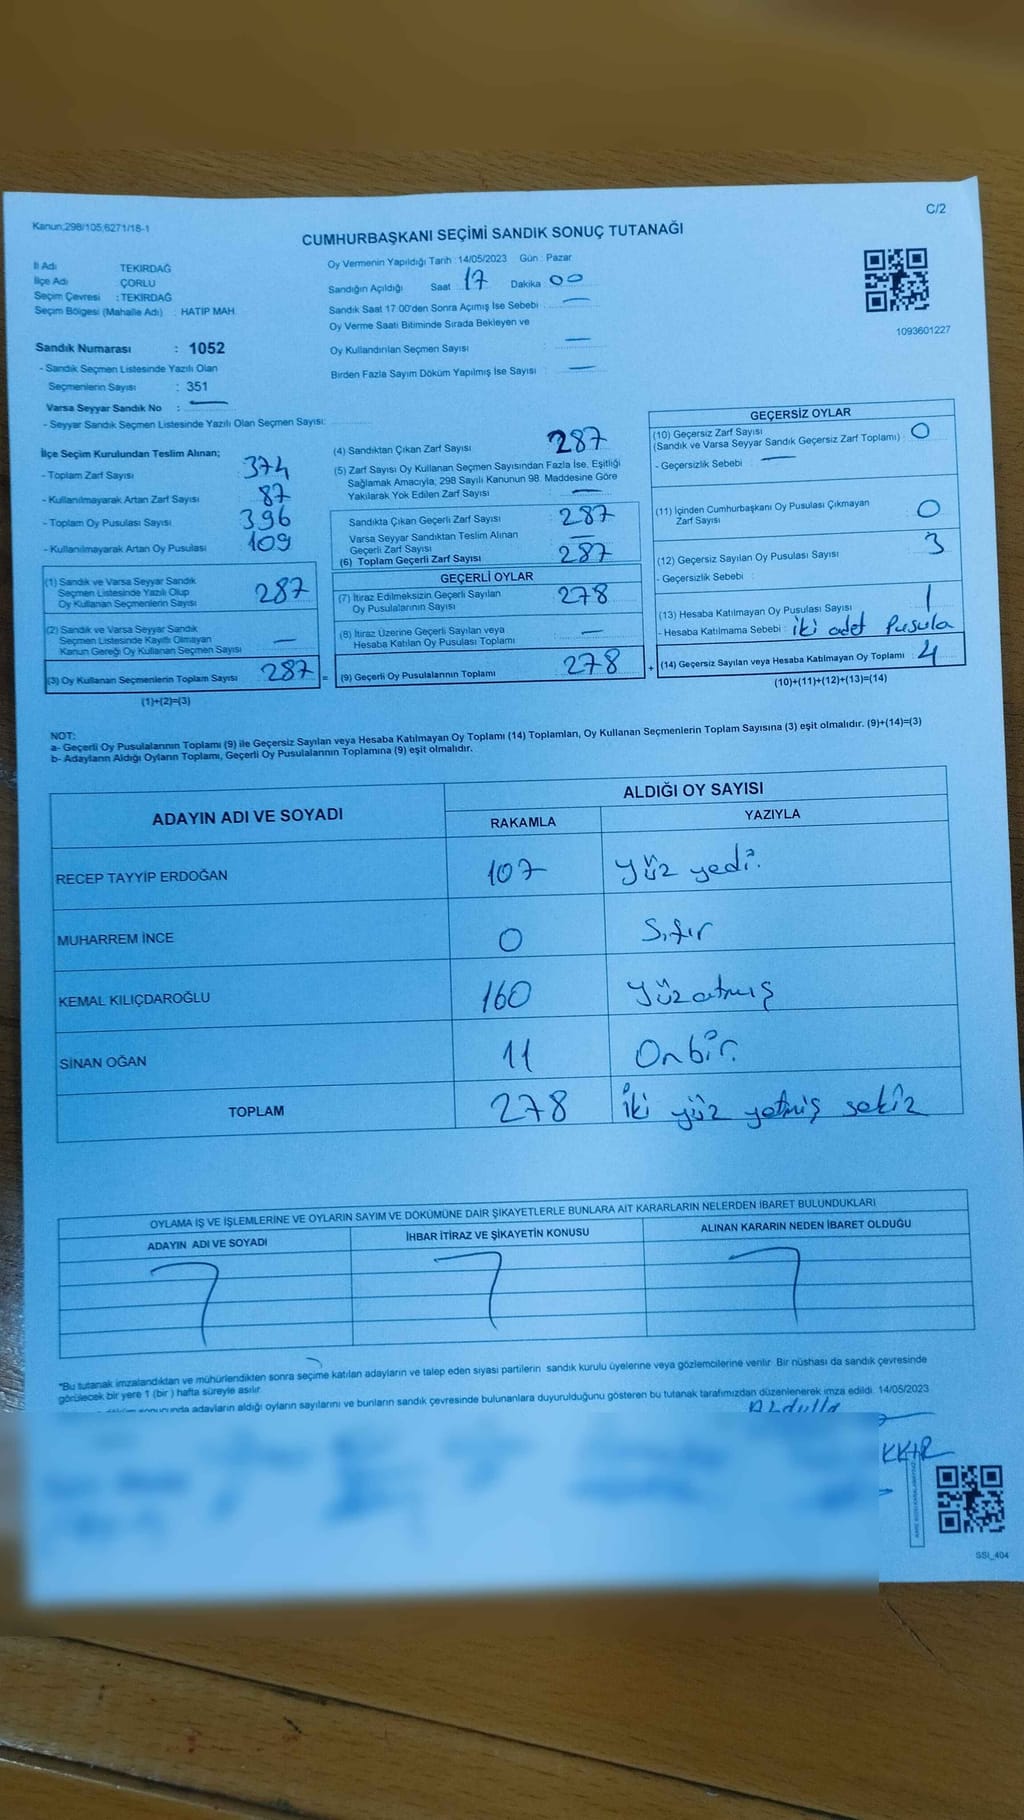 C/2
Kanun;298/105,6271/18-1
CUMHURBAŞKANI SEÇİMİ SANDIK SONUÇ TUTANAĞI
İl Adı TEKİRDAĞ
İlçe Adı ÇORLU
Seçim Çevresi : TEKİRDAĞ
Seçim Bölgesi (Mahalle Adı) : HATIP MAH.
Oy Vermenin Yapıldığı Tarih :14/05/2023 Gün : Pazar
Sandığın Açıldığı Saat 17 Dakika 00
Sandık Saat 17 00'den Sonra Açımış İse Sebebi —
Oy Verme Saati Bitiminde Sırada Bekleyen ve
Oy Kullandırılan Seçmen Sayısı : —
Birden Fazla Sayım Döküm Yapılmış İse Sayısı : —
1093601227
Sandık Numarası : 1052
- Sandık Seçmen Listesinde Yazılı Olan
Seçmenlerin Sayısı : 351
Varsa Seyyar Sandık No : —
- Seyyar Sandık Seçmen Listesinde Yazılı Olan Seçmen Sayısı:
İlçe Seçim Kurulundan Teslim Alınan;
- Toplam Zarf Sayısı 374
- Kullanılmayarak Artan Zarf Sayısı 87
- Toplam Oy Pusulası Sayısı 396
- Kullanılmayarak Artan Oy Pusulası 109
(1) Sandık ve Varsa Seyyar Sandık
Seçmen Listesinde Yazılı Olup
Oy Kullanan Seçmenlerin Sayısı 287
(2) Sandık ve Varsa Seyyar Sandık
Seçmen Listesinde Kayıtlı Olmayan
Kanun Gereği Oy Kullanan Seçmen Sayısı —
(3) Oy Kullanan Seçmenlerin Toplam Sayısı : 287 =
(1)+(2)=(3)
(4) Sandıktan Çıkan Zarf Sayısı 287
(5) Zarf Sayısı Oy Kullanan Seçmen Sayısından Fazla İse, Eşitliği
Sağlamak Amacıyla; 298 Sayılı Kanunun 98. Maddesine Göre
Yakılarak Yok Edilen Zarf Sayısı —
Sandıkta Çıkan Geçerli Zarf Sayısı : 287
Varsa Seyyar Sandıktan Teslim Alınan
Geçerli Zarf Sayısı —
(6) Toplam Geçerli Zarf Sayısı : 287
GEÇERLİ OYLAR
(7) İtiraz Edilmeksizin Geçerli Sayılan
Oy Pusulalarının Sayısı : 278
(8) İtiraz Üzerine Geçerli Sayılan veya
Hesaba Katılan Oy Pusulası Toplamı : —
(9) Geçerli Oy Pusulalarının Toplamı : 278 +
GEÇERSİZ OYLAR
(10) Geçersiz Zarf Sayısı
(Sandık ve Varsa Seyyar Sandık Geçersiz Zarf Toplamı) : 0
- Geçersizlik Sebebi : —
(11) İçinden Cumhurbaşkanı Oy Pusulası Çıkmayan
Zarf Sayısı : 0
(12) Geçersiz Sayılan Oy Pusulası Sayısı 3
- Geçersizlik Sebebi :
(13) Hesaba Katılmayan Oy Pusulası Sayısı 1
- Hesaba Katılmama Sebebi : iki adet Pusula
(14) Geçersiz Sayılan veya Hesaba Katılmayan Oy Toplamı : 4
(10)+(11)+(12)+(13)=(14)
NOT:
a- Geçerli Oy Pusulalarının Toplamı (9) ile Geçersiz Sayılan veya Hesaba Katılmayan Oy Toplamı (14) Toplamları, Oy Kullanan Seçmenlerin Toplam Sayısına (3) eşit olmalıdır. (9)+(14)=(3)
b- Adayların Aldığı Oyların Toplamı, Geçerli Oy Pusulalarının Toplamına (9) eşit olmalıdır.
ADAYIN ADI VE SOYADI
ALDIĞI OY SAYISI
RAKAMLA YAZIYLA
RECEP TAYYİP ERDOĞAN 107 Yüz yedi.
MUHARREM İNCE 0 Sıfır
KEMAL KILIÇDAROĞLU 160 Yüzatmış
SİNAN OĞAN 11 Onbir.
TOPLAM 278 iki yüz yetmiş sekiz
OYLAMA İŞ VE İŞLEMLERİNE VE OYLARIN SAYIM VE DÖKÜMÜNE DAİR ŞİKAYETLERLE BUNLARA AİT KARARLARIN NELERDEN İBARET BULUNDUKLARI
ADAYIN ADI VE SOYADI İHBAR İTİRAZ VE ŞİKAYETİN KONUSU ALINAN KARARIN NEDEN İBARET OLDUĞU
"Bu tutanak imzalandıktan ve mühürlendikten sonra seçime katılan adayların ve talep eden siyasi partilerin sandık kurulu üyelerine veya gözlemcilerine verilir. Bir nüshası da sandık çevresinde
görülecek bir yere 1 (bir ) hafta süreyle asılır.
sonucunda adayların aldığı oyların sayılarını ve bunların sandık çevresinde bulunanlara duyurulduğunu gösteren bu tutanak tarafımızdan düzenlenerek imza edildi. 14/05/2023
Abdulla
SSI_404